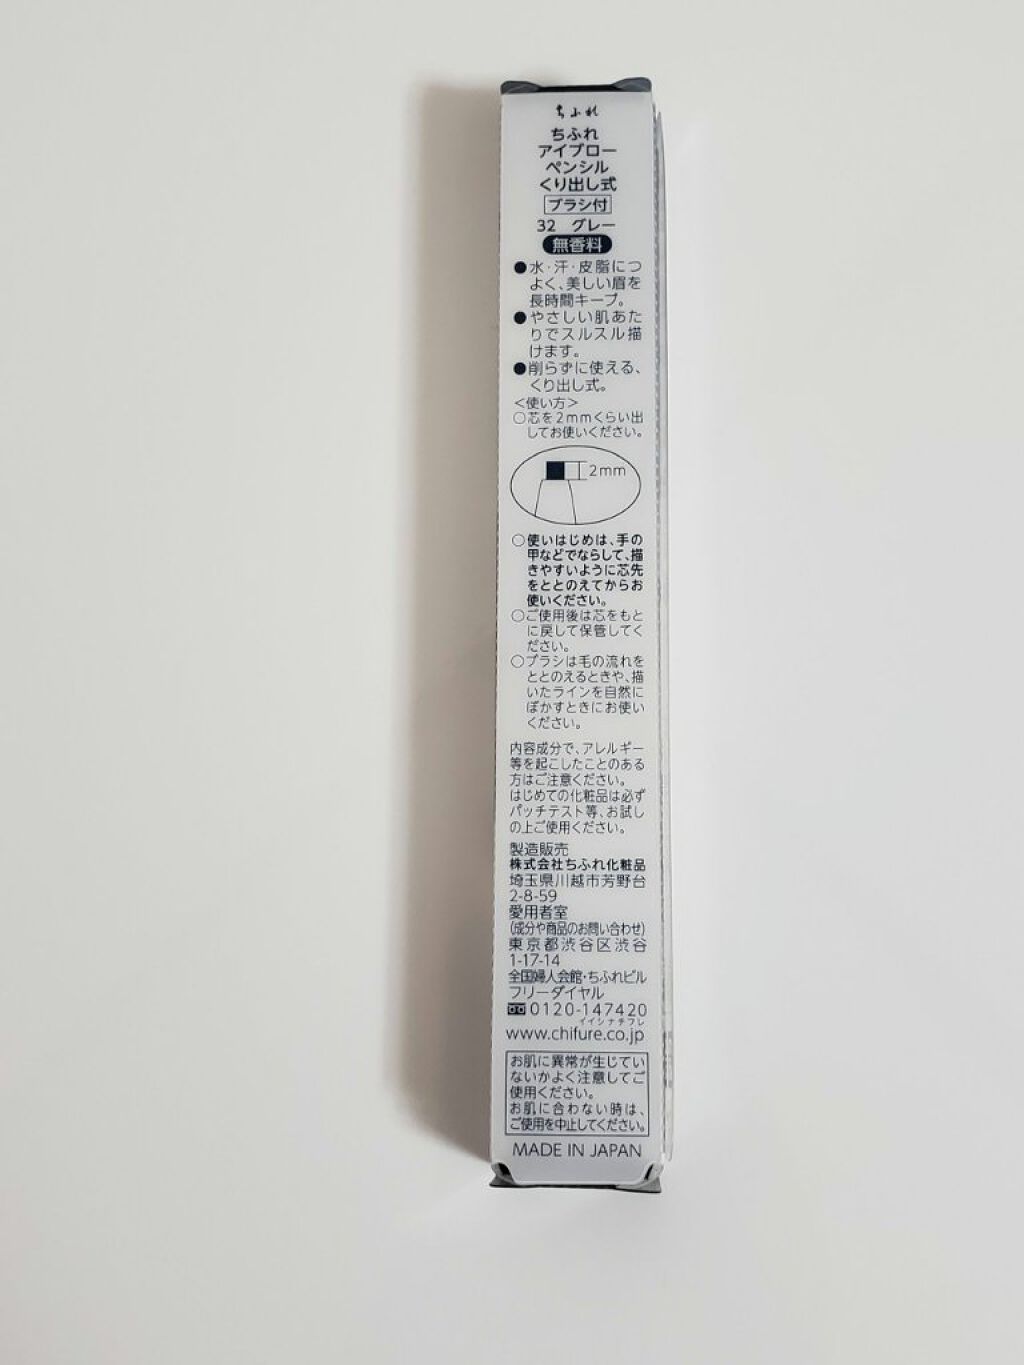 ちふれ
ちふれ
アイブロー
ペンシル
くり出し式
ブラシ付
32 グレー
無香料
●水・汗・皮脂につ
よく、美しい眉を
長時間キープ。
●やさしい肌あた
りでスルスル描
けます。
●削らずに使える、
くり出し式。
＜使い方＞
○芯を2mmくらい出
してお使いください。
2mm
○使いはじめは、手の
甲などでならして、描
きやすいように芯先
をととのえてからお
使いください。
○ご使用後は芯をもと
に戻して保管してく
ださい。
○ブラシは毛の流れを
ととのえるときや、描
いたラインを自然に
ぼかすときにお使い
ください。
内容成分で、アレルギー
等を起こしたことのある
方はご注意ください。
はじめての化粧品は必ず
パッチテスト等、お試し
の上ご使用ください。
製造販売
株式会社ちふれ化粧品
埼玉県川越市芳野台
2-8-59
愛用者室
(成分や商品のお問い合わせ)
東京都渋谷区渋谷
1-17-14
全国婦人会館・ちふれビル
フリーダイヤル
0120-147420
イイシナチフレ
www.chifure.co.jp
お肌に異常が生じてい
ないかよく注意してご
使用ください。
お肌に合わない時は、
ご使用を中止してください。
MADE IN JAPAN